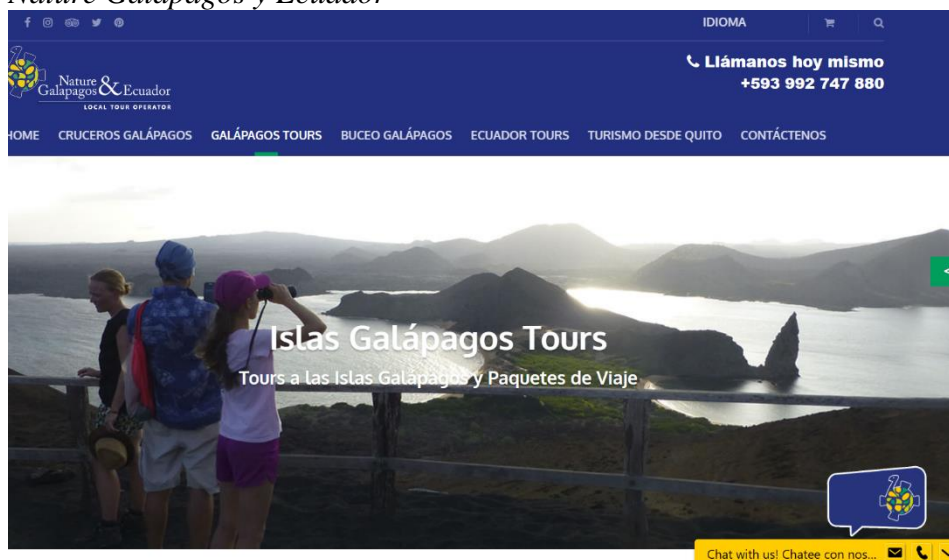 Nature Galápagos y Ecuador
IDIOMA
Llámanos hoy mismo
+593 992 747 880
Nature & Ecuador
Galapagos
LOCAL TOUR OPERATOR
HOME CRUCEROS GALÁPAGOS GALÁPAGOS TOURS BUCEO GALÁPAGOS ECUADOR TOURS TURISMO DESDE QUITO CONTÁCTENOS
Islas Galápagos Tours
Tours a las Islas Galápagos y Paquetes de Viaje
Chat with us! Chatee con nos...